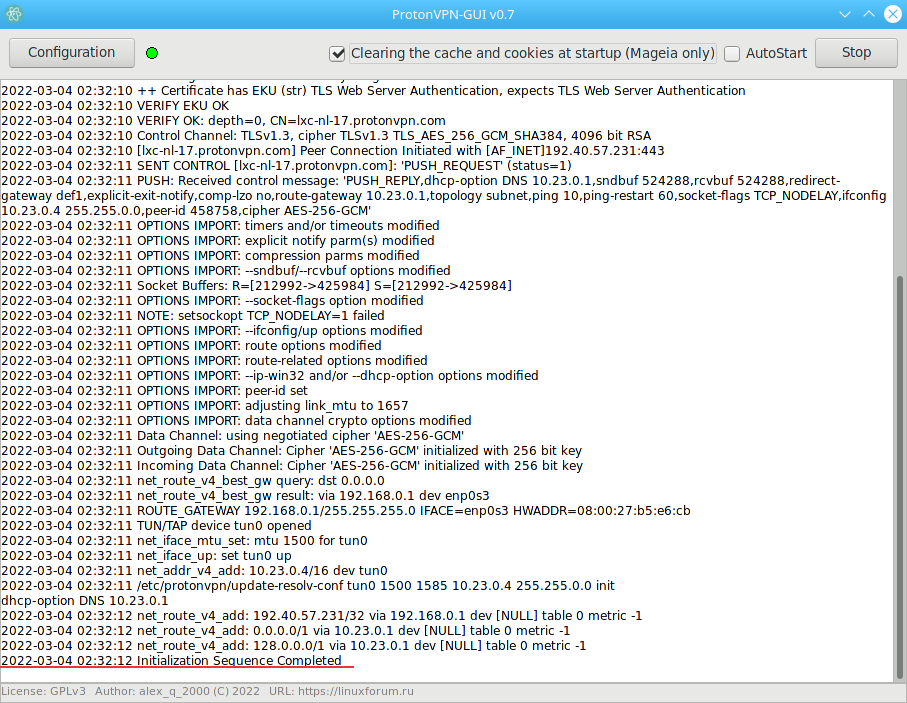 ProtonVPN-GUI v0.7
Configuration
Clearing the cache and cookies at startup (Mageia only)
AutoStart
Stop
2022-03-04 02:32:10 ++ Certificate has EKU (str) TLS Web Server Authentication, expects TLS Web Server Authentication
2022-03-04 02:32:10 VERIFY EKU OK
2022-03-04 02:32:10 VERIFY OK: depth=0, CN=lxc-nl-17.protonvpn.com
2022-03-04 02:32:10 Control Channel: TLSv1.3, cipher TLSv1.3 TLS_AES_256_GCM_SHA384, 4096 bit RSA
2022-03-04 02:32:10 [lxc-nl-17.protonvpn.com] Peer Connection Initiated with [AF_INET]192.40.57.231:443
2022-03-04 02:32:11 SENT CONTROL [lxc-nl-17.protonvpn.com]: 'PUSH_REQUEST' (status=1)
2022-03-04 02:32:11 PUSH: Received control message: 'PUSH_REPLY,dhcp-option DNS 10.23.0.1,sndbuf 524288,rcvbuf 524288,redirect-
gateway def1,explicit-exit-notify,comp-lzo no,route-gateway 10.23.0.1,topology subnet,ping 10,ping-restart 60,socket-flags TCP_NODELAY,ifconfig
10.23.0.4 255.255.0.0,peer-id 458758,cipher AES-256-GCM'
2022-03-04 02:32:11 OPTIONS IMPORT: timers and/or timeouts modified
2022-03-04 02:32:11 OPTIONS IMPORT: explicit notify parm(s) modified
2022-03-04 02:32:11 OPTIONS IMPORT: compression parms modified
2022-03-04 02:32:11 OPTIONS IMPORT: --sndbuf/--rcvbuf options modified
2022-03-04 02:32:11 Socket Buffers: R=[212992->425984] S=[212992->425984]
2022-03-04 02:32:11 OPTIONS IMPORT: --socket-flags option modified
2022-03-04 02:32:11 NOTE: setsockopt TCP_NODELAY=1 failed
2022-03-04 02:32:11 OPTIONS IMPORT: --ifconfig/up options modified
2022-03-04 02:32:11 OPTIONS IMPORT: route options modified
2022-03-04 02:32:11 OPTIONS IMPORT: route-related options modified
2022-03-04 02:32:11 OPTIONS IMPORT: --ip-win32 and/or --dhcp-option options modified
2022-03-04 02:32:11 OPTIONS IMPORT: peer-id set
2022-03-04 02:32:11 OPTIONS IMPORT: adjusting link_mtu to 1657
2022-03-04 02:32:11 OPTIONS IMPORT: data channel crypto options modified
2022-03-04 02:32:11 Data Channel: using negotiated cipher 'AES-256-GCM'
2022-03-04 02:32:11 Outgoing Data Channel: Cipher 'AES-256-GCM' initialized with 256 bit key
2022-03-04 02:32:11 Incoming Data Channel: Cipher 'AES-256-GCM' initialized with 256 bit key
2022-03-04 02:32:11 net_route_v4_best_gw query: dst 0.0.0.0
2022-03-04 02:32:11 net_route_v4_best_gw result: via 192.168.0.1 dev enp0s3
2022-03-04 02:32:11 ROUTE_GATEWAY 192.168.0.1/255.255.255.0 IFACE=enp0s3 HWADDR=08:00:27:b5:e6:cb
2022-03-04 02:32:11 TUN/TAP device tun0 opened
2022-03-04 02:32:11 net_iface_mtu_set: mtu 1500 for tun0
2022-03-04 02:32:11 net_iface_up: set tun0 up
2022-03-04 02:32:11 net_addr_v4_add: 10.23.0.4/16 dev tun0
2022-03-04 02:32:11 /etc/protonvpn/update-resolv-conf tun0 1500 1585 10.23.0.4 255.255.0.0 init
dhcp-option DNS 10.23.0.1
2022-03-04 02:32:12 net_route_v4_add: 192.40.57.231/32 via 192.168.0.1 dev [NULL] table 0 metric -1
2022-03-04 02:32:12 net_route_v4_add: 0.0.0.0/1 via 10.23.0.1 dev [NULL] table 0 metric -1
2022-03-04 02:32:12 net_route_v4_add: 128.0.0.0/1 via 10.23.0.1 dev [NULL] table 0 metric -1
2022-03-04 02:32:12 Initialization Sequence Completed
License: GPLv3 Author: alex_q_2000 (C) 2022 URL: https://linuxforum.ru